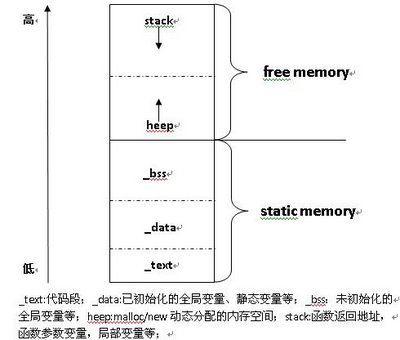 高
stack
free memory
heep
_bss
static memory
_data
_text
低
_text:代码段；_data:已初始化的全局变量、静态变量等；_bss：未初始化的
全局变量等；heep:malloc/new 动态分配的内存空间；stack:函数返回地址，
函数参数变量，局部变量等；